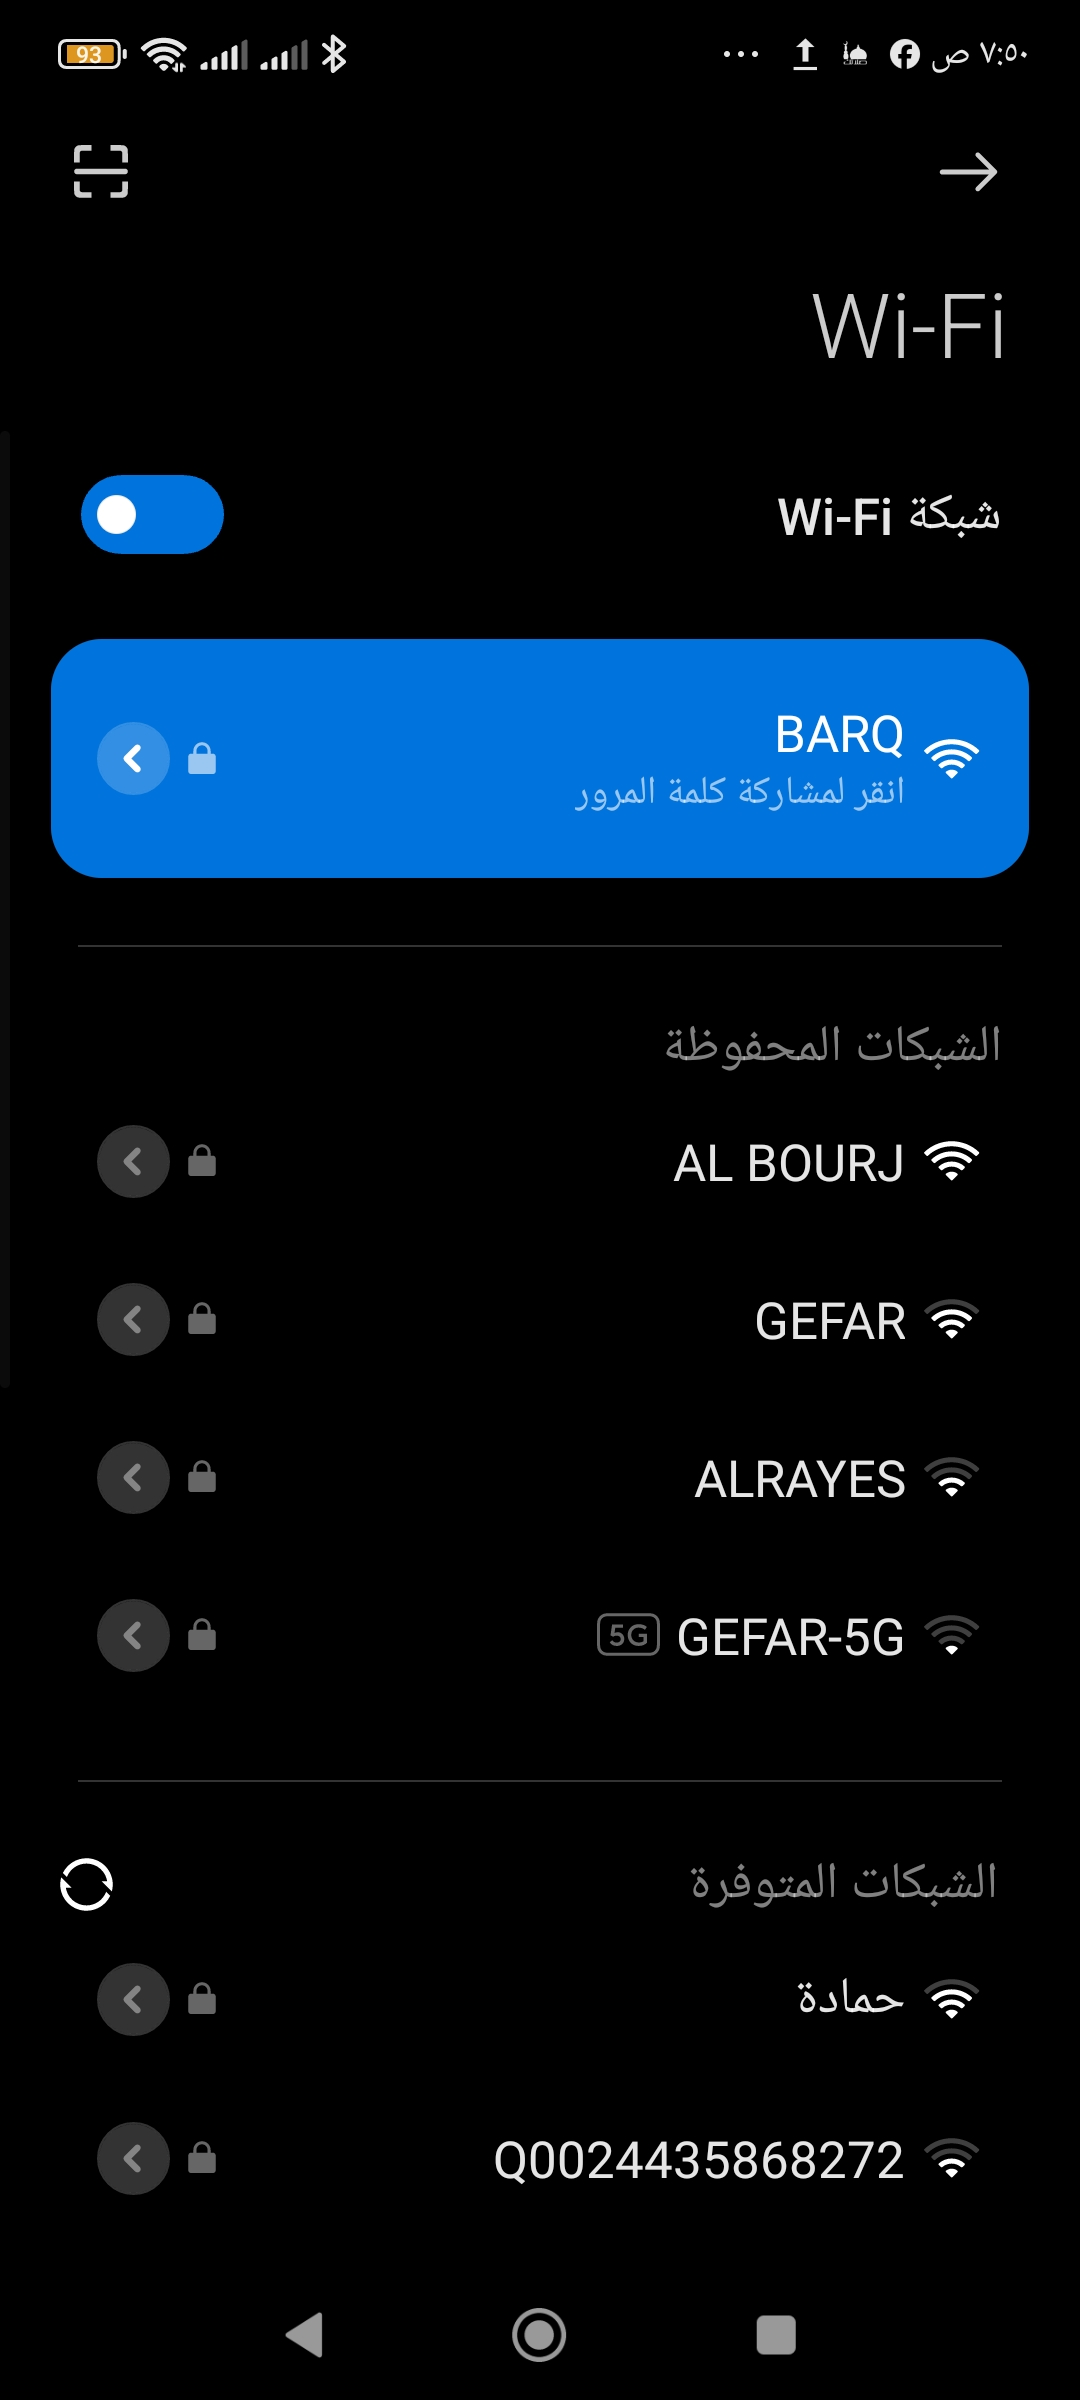 ٧:٥٠ ص
93
Wi-Fi
شبكة Wi-Fi
BARQ
انقر لمشاركة كلمة المرور
الشبكات المحفوظة
AL BOURJ
GEFAR
ALRAYES
GEFAR-5G 5G
الشبكات المتوفرة
حمادة
Q0024435868272